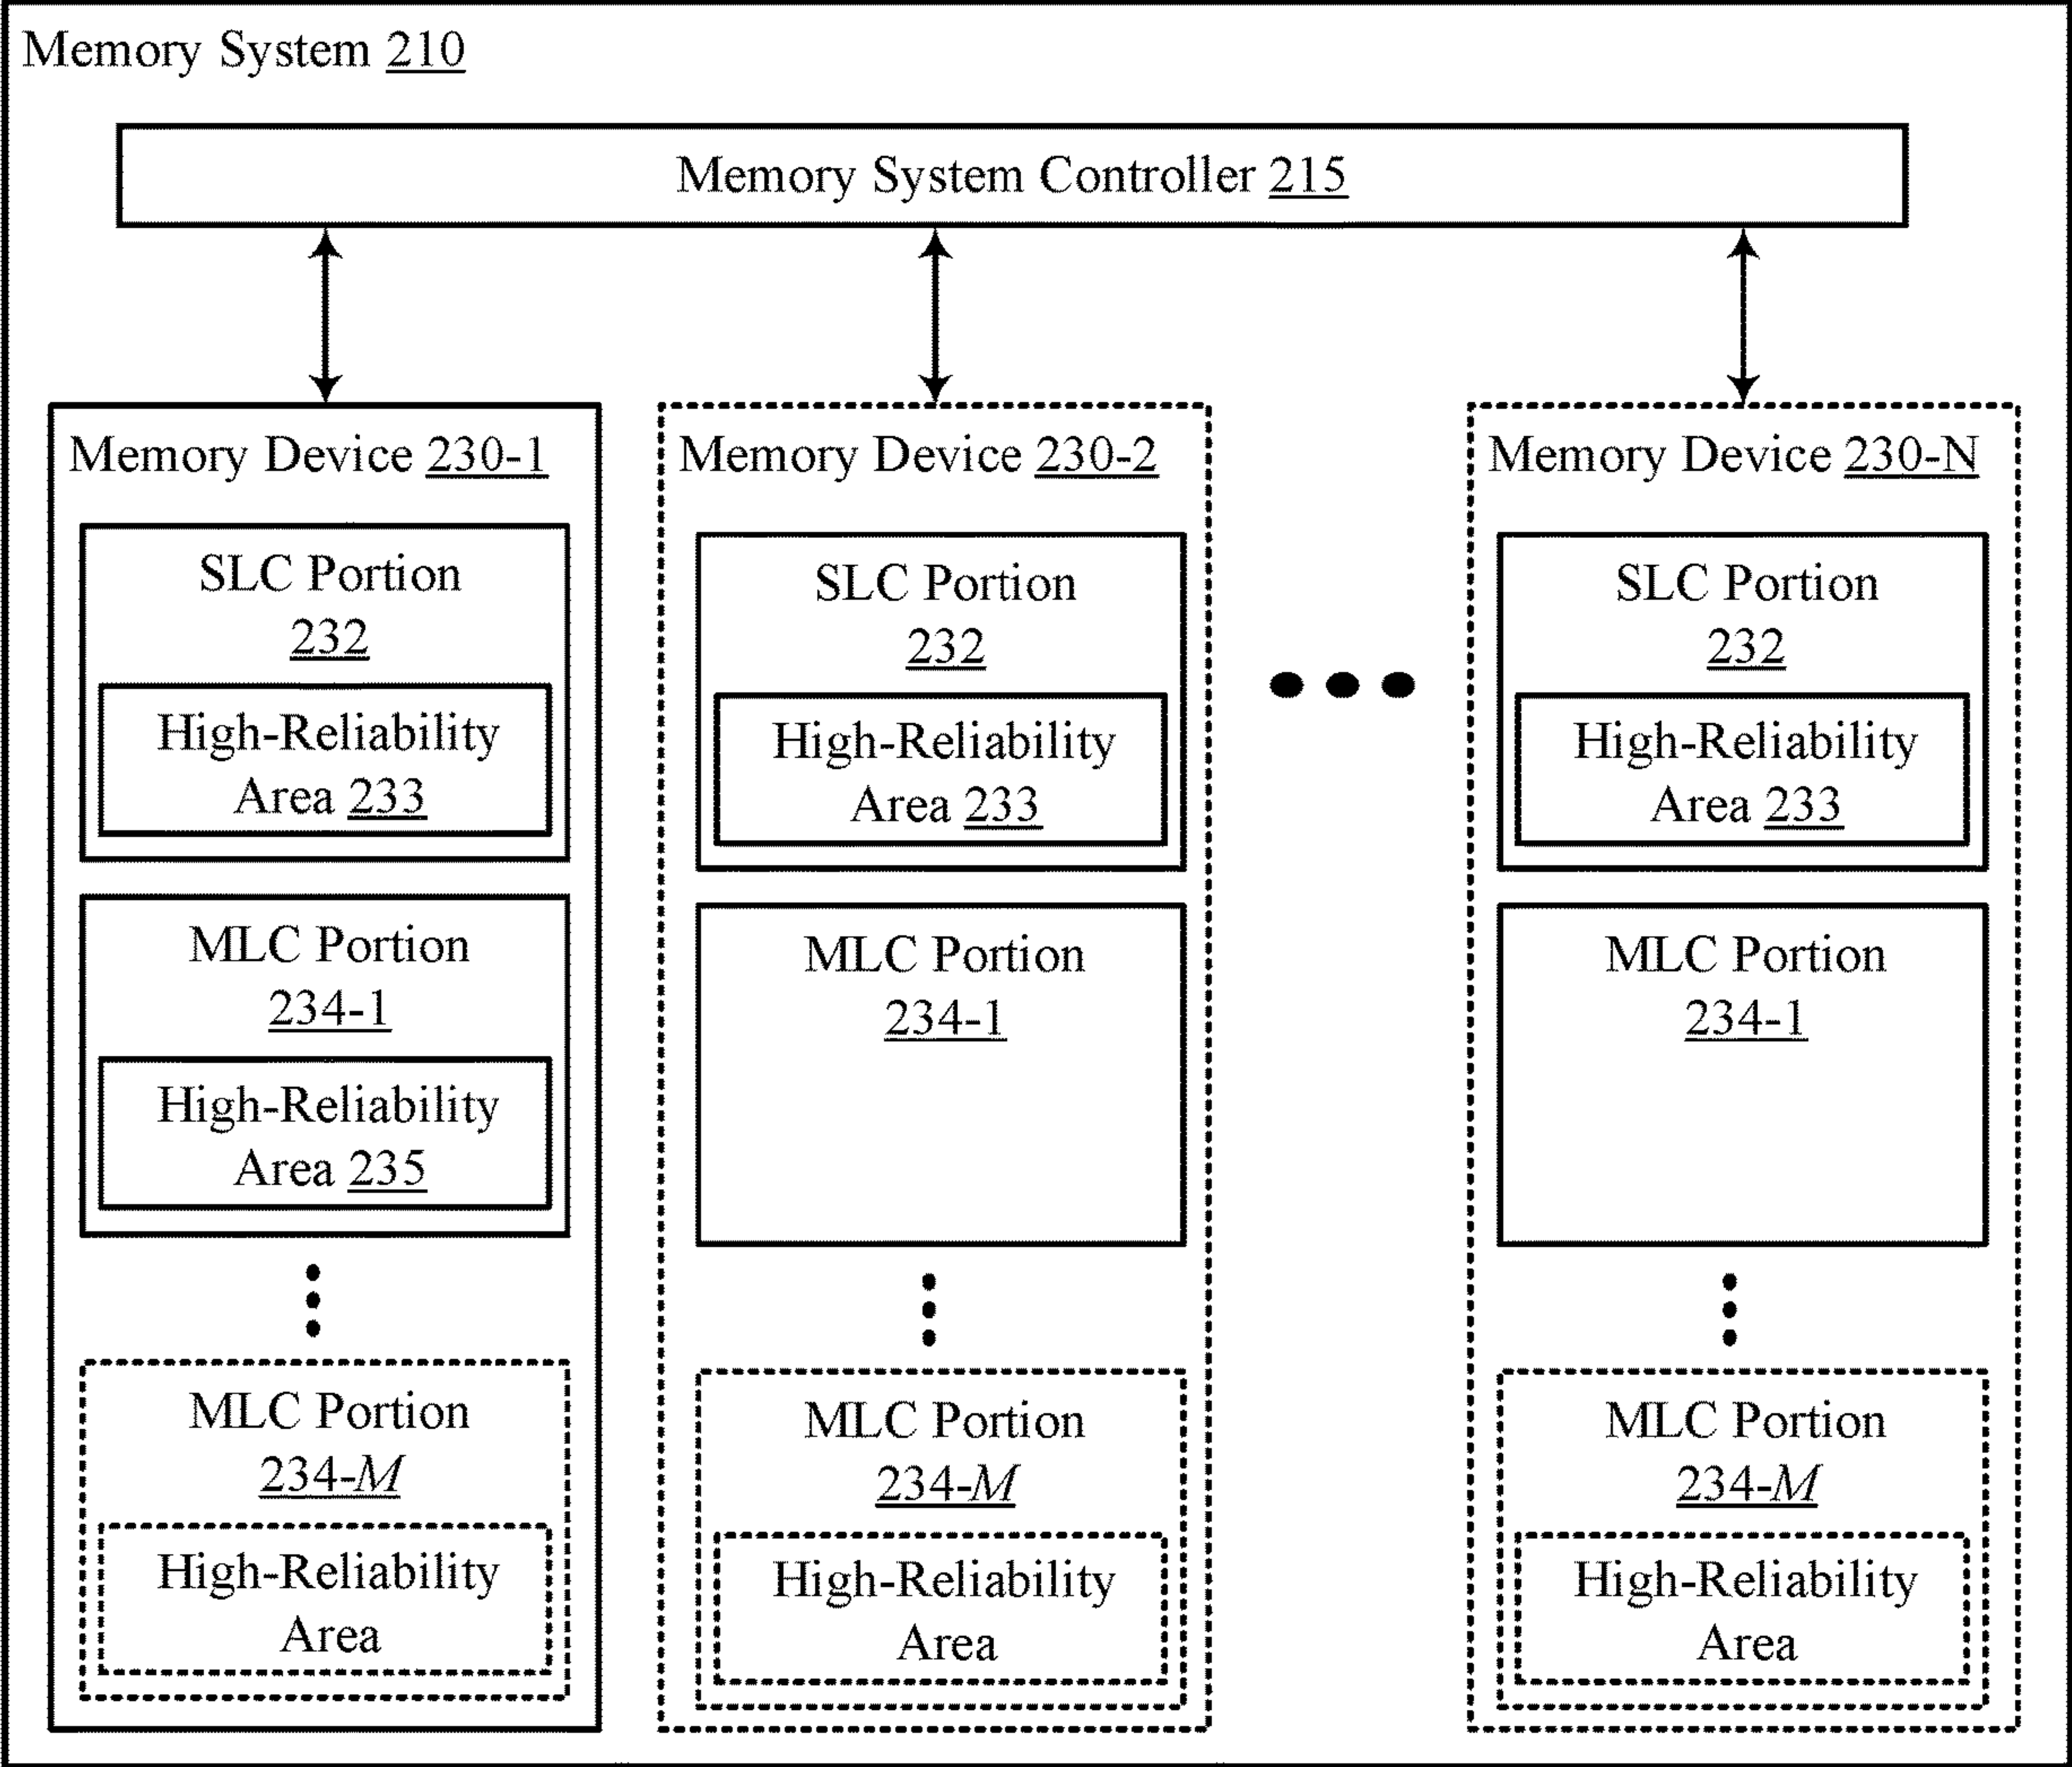 Memory System 210
Memory System Controller 215
Memory Device 230-1
SLC Portion
232
High-Reliability
Area 233
MLC Portion
234-1
High-Reliability
Area 235
MLC Portion
234-M
High-Reliability
Area
Memory Device 230-2
SLC Portion
232
High-Reliability
Area 233
MLC Portion
234-1
MLC Portion
234-M
High-Reliability
Area
Memory Device 230-N
SLC Portion
232
High-Reliability
Area 233
MLC Portion
234-1
MLC Portion
234-M
High-Reliability
Area